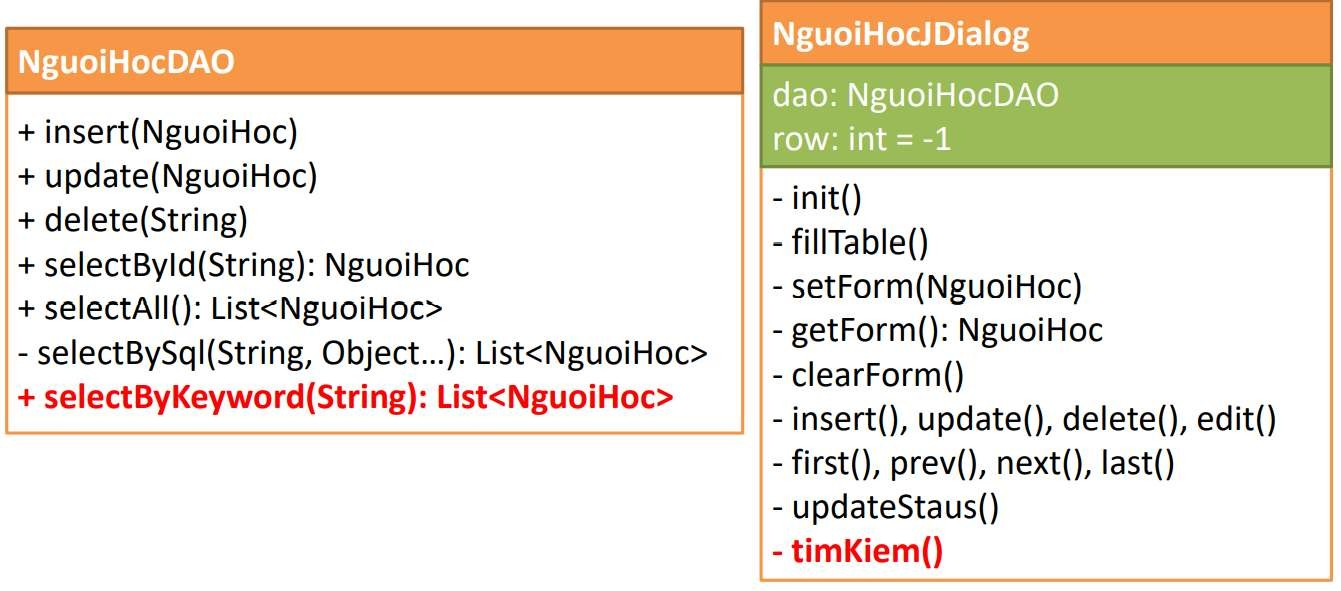 NguoiHocDAO
+ insert(NguoiHoc)
+ update(NguoiHoc)
+ delete(String)
+ selectById(String): NguoiHoc
+ selectAll(): List<NguoiHoc>
- selectBySql(String, Object…): List<NguoiHoc>
+ selectByKeyword(String): List<NguoiHoc>
NguoiHocJDialog
dao: NguoiHocDAO
row: int = -1
- init()
- fillTable()
- setForm(NguoiHoc)
- getForm(): NguoiHoc
- clearForm()
- insert(), update(), delete(), edit()
- first(), prev(), next(), last()
- updateStaus()
- timKiem()